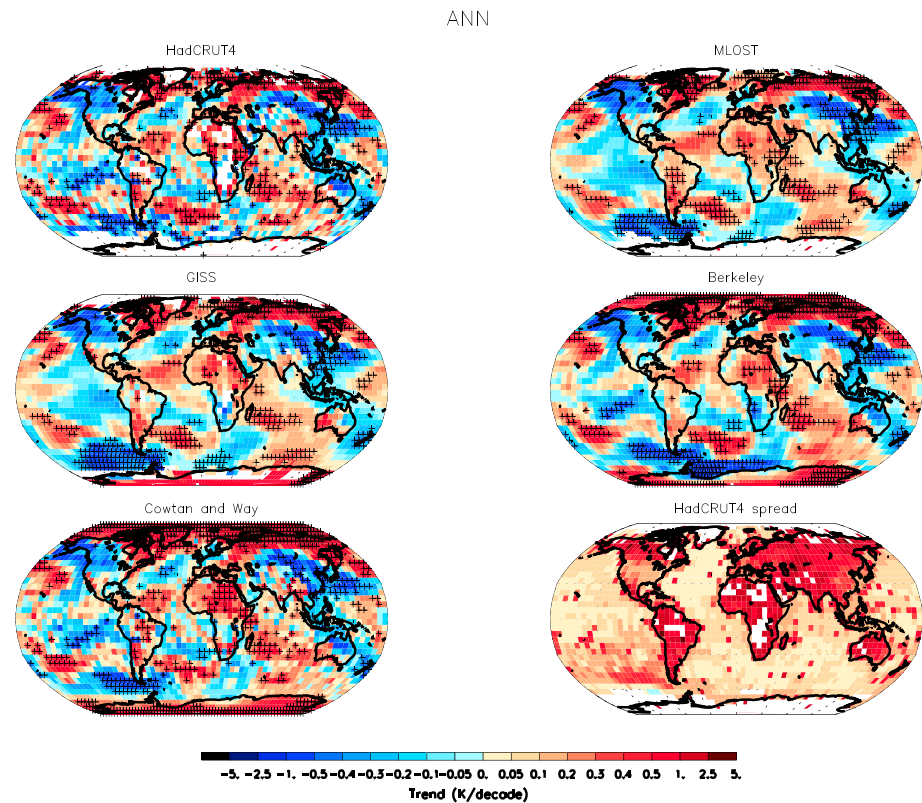 ANN
HadCRUT4
MLOST
GISS
Berkeley
Cowtan and Way
HadCRUT4 spread
-5. -2.5 -1. -0.5 -0.4 -0.3 -0.2 -0.1 -0.05 0. 0.05 0.1 0.2 0.3 0.4 0.5 1. 2.5 5.
Trend (K/decade)